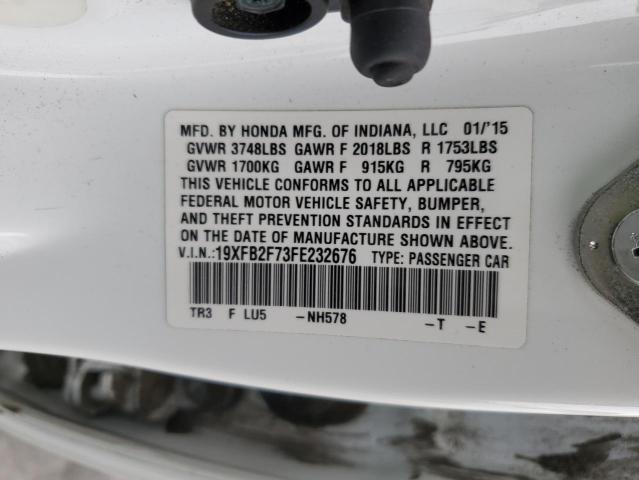 MFD. BY HONDA MFG. OF INDIANA, LLC 01/'15
GVWR 3748LBS GAWR F 2018LBS R 1753LBS
GVWR 1700KG GAWR F 915KG R 795KG
THIS VEHICLE CONFORMS TO ALL APPLICABLE
FEDERAL MOTOR VEHICLE SAFETY, BUMPER,
AND THEFT PREVENTION STANDARDS IN EFFECT
ON THE DATE OF MANUFACTURE SHOWN ABOVE.
V.I.N.:19XFB2F73FE232676 TYPE: PASSENGER CAR
TR3 F LU5 -NH578 -T -E